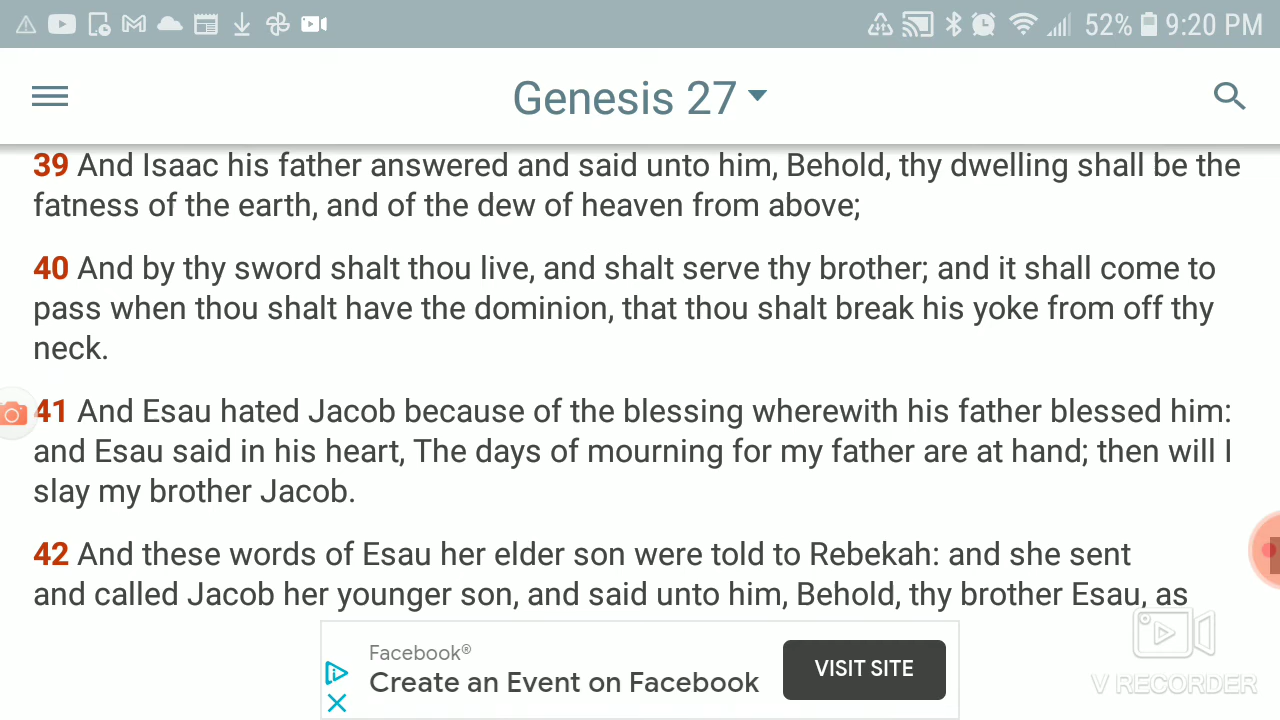 52% 9:20 PM
Genesis 27
39 And Isaac his father answered and said unto him, Behold, thy dwelling shall be the
fatness of the earth, and of the dew of heaven from above;
40 And by thy sword shalt thou live, and shalt serve thy brother; and it shall come to
pass when thou shalt have the dominion, that thou shalt break his yoke from off thy
neck.
41 And Esau hated Jacob because of the blessing wherewith his father blessed him:
and Esau said in his heart, The days of mourning for my father are at hand; then will I
slay my brother Jacob.
42 And these words of Esau her elder son were told to Rebekah: and she sent
and called Jacob her younger son, and said unto him, Behold, thy brother Esau, as
Facebook®
Create an Event on Facebook
VISIT SITE
V RECORDER